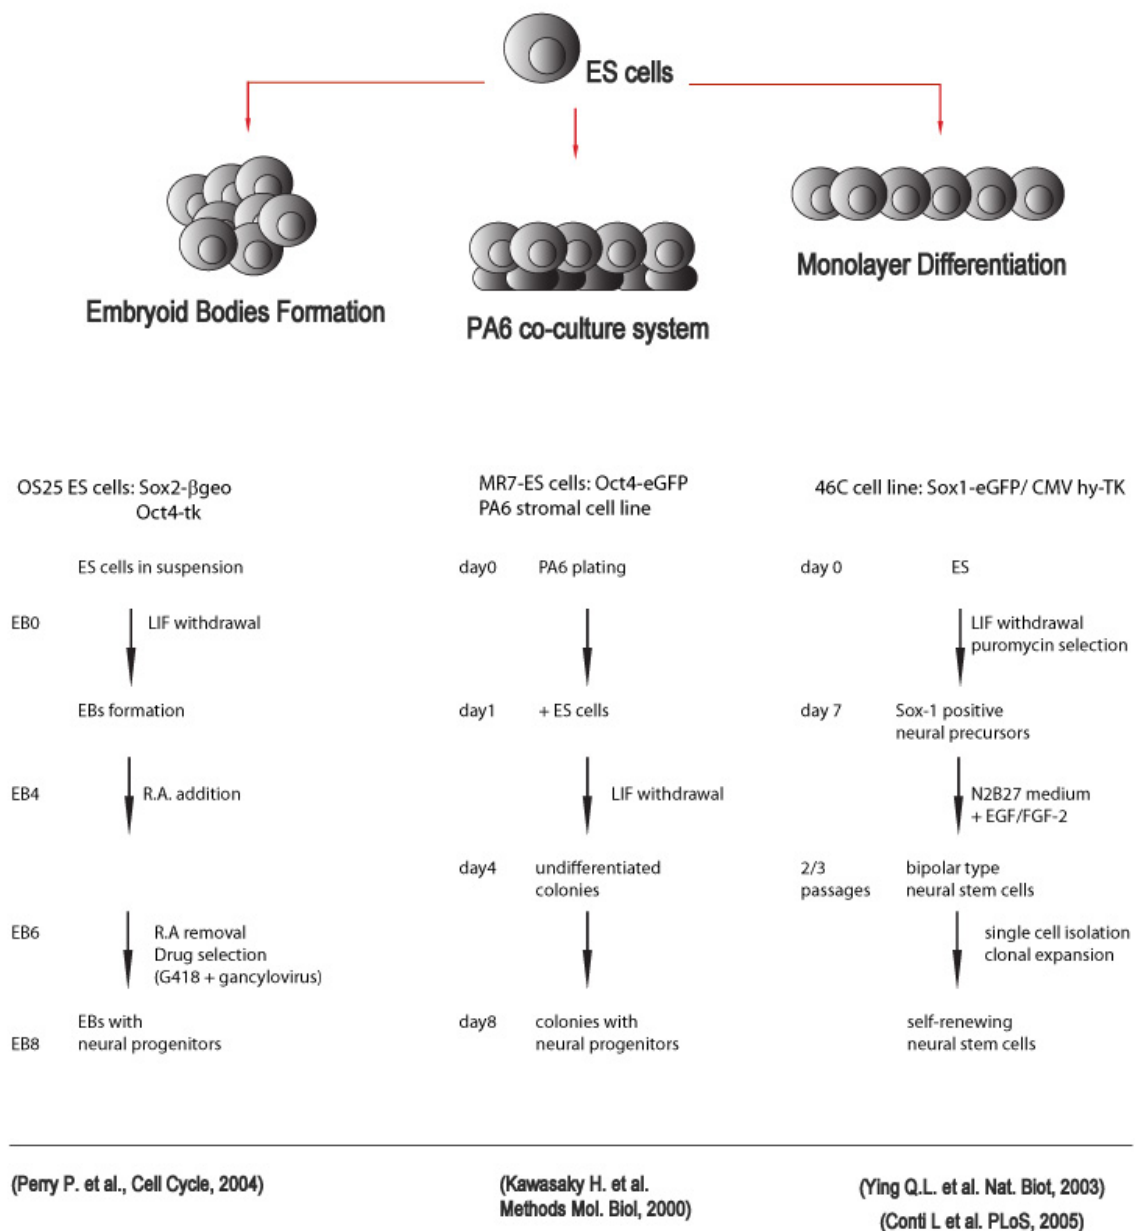 ES cells
Embryoid Bodies Formation
PA6 co-culture system
Monolayer Differentiation
OS25 ES cells: Sox2-βgeo
Oct4-tk
ES cells in suspension
EB0
LIF withdrawal
EBs formation
EB4
R.A. addition
EB6
R.A removal
Drug selection
(G418 + gancylovirus)
EBs with
neural progenitors
EB8
MR7-ES cells: Oct4-eGFP
PA6 stromal cell line
day0 PA6 plating
day1 + ES cells
LIF withdrawal
day4 undifferentiated
colonies
day8 colonies with
neural progenitors
46C cell line: Sox1-eGFP/ CMV hy-TK
day 0 ES
LIF withdrawal
puromycin selection
day 7 Sox-1 positive
neural precursors
N2B27 medium
+ EGF/FGF-2
2/3 bipolar type
passages neural stem cells
single cell isolation
clonal expansion
self-renewing
neural stem cells
(Perry P. et al., Cell Cycle, 2004)
(Kawasaky H. et al.
Methods Mol. Biol, 2000)
(Ying Q.L. et al. Nat. Biot, 2003)
(Conti L et al. PLoS, 2005)